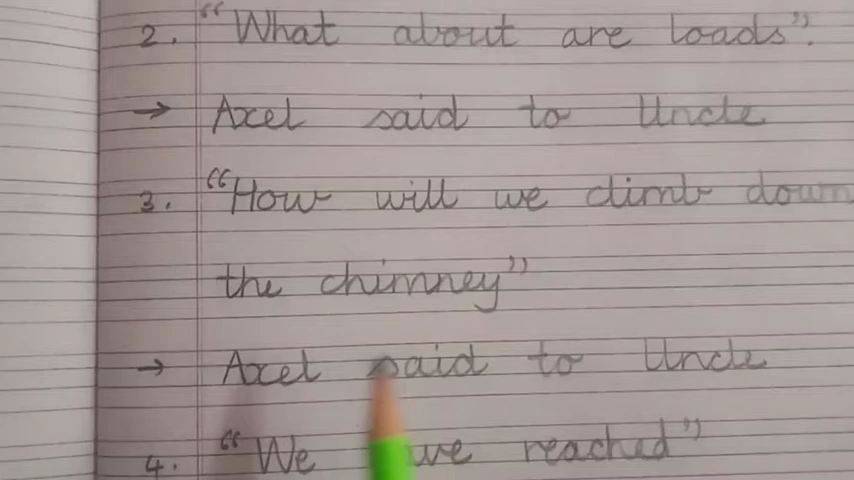 2. "What about are loads".
→ Axel said to Uncle
3. "How will we climb down
the chimney"
→ Axel said to Uncle
4. "We reached"